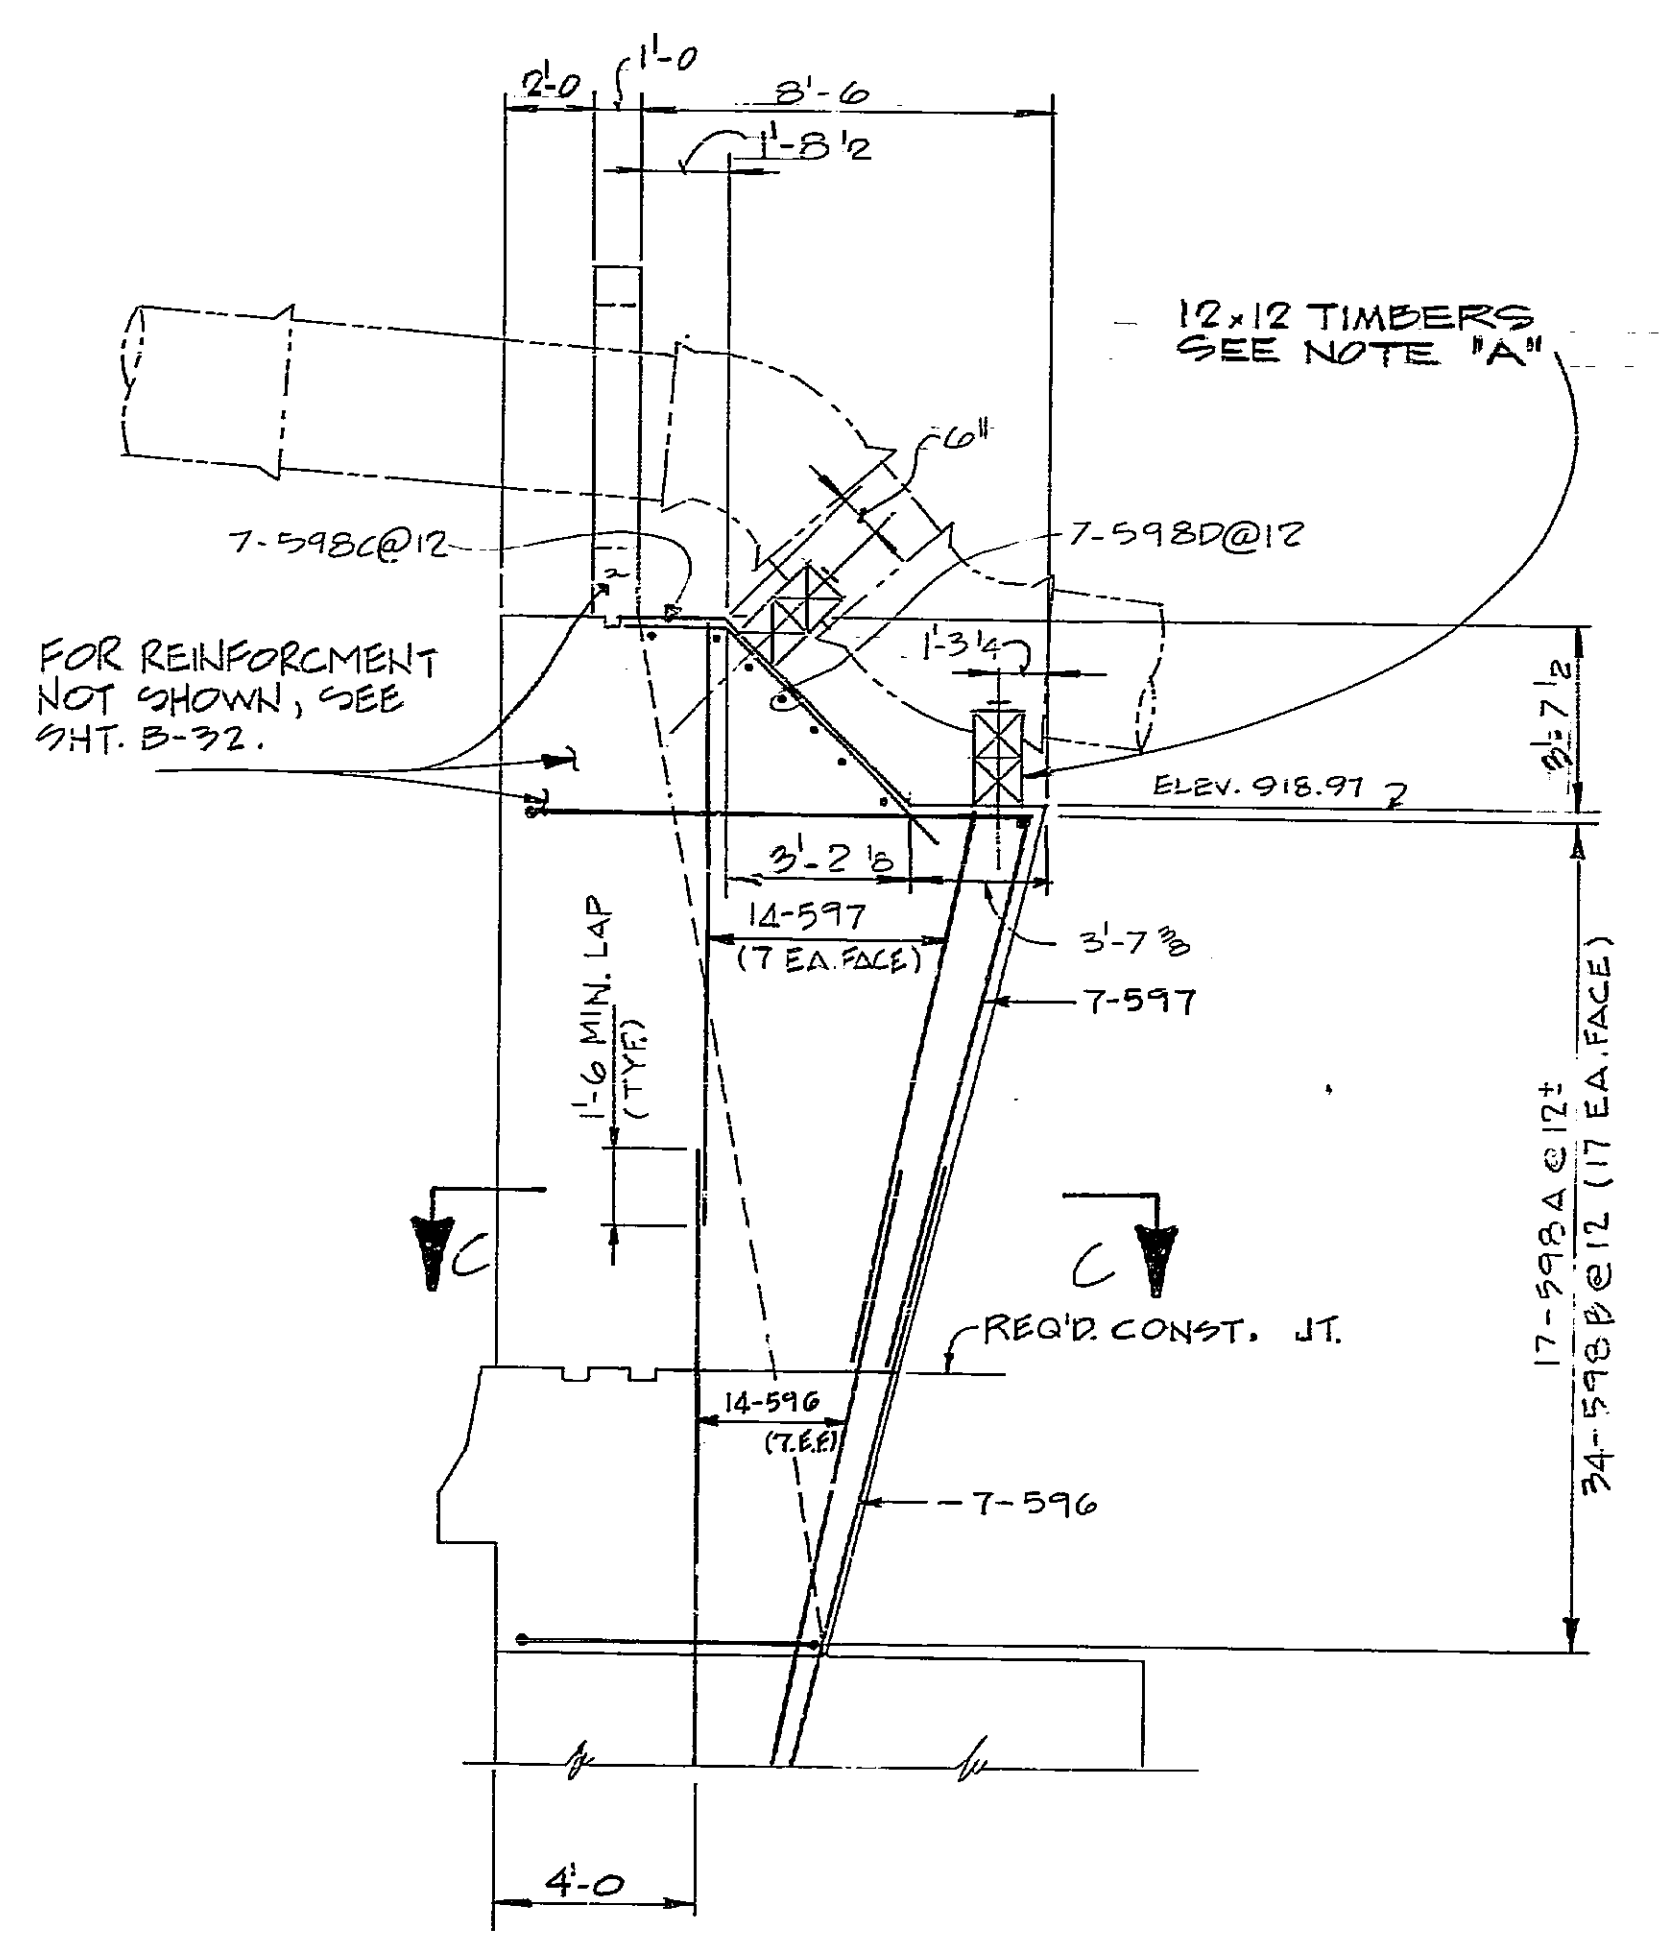 2'-0
1'-0
8'-6
1'-8 1/2
12x12 TIMBERS
SEE NOTE "A"
6"
7-598C@12
7-598D@12
FOR REINFORCMENT
NOT SHOWN, SEE
SHT. B-32.
1'-3 1/4
3'-7 1/2
ELEV. 918.97
3'-2 1/8
14-597
(7 EA. FACE)
3'-7 3/8
7-597
1'-6 MIN. LAP
(TYP.)
17-598A@12±
34-598B@12 (17 EA. FACE)
C
C
REQ'D. CONST. JT.
14-596
(7.E.F)
7-596
4'-0